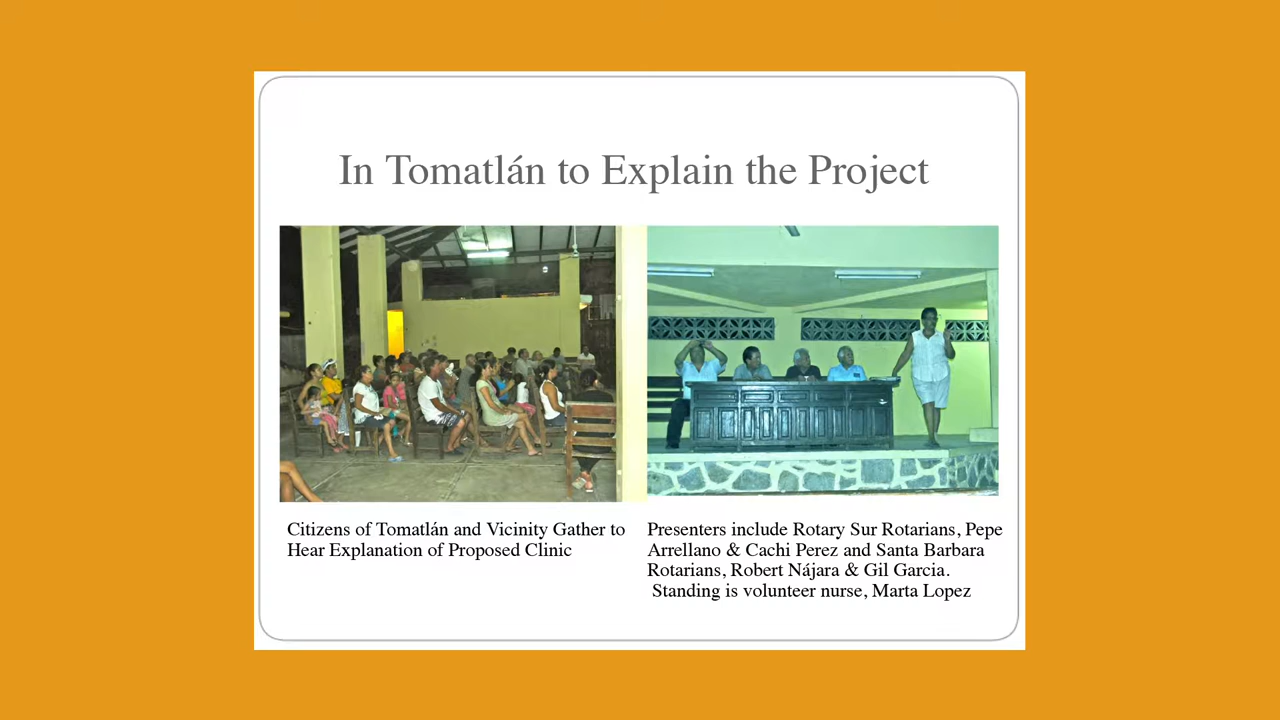 In Tomatlán to Explain the Project
Citizens of Tomatlán and Vicinity Gather to
Hear Explanation of Proposed Clinic
Presenters include Rotary Sur Rotarians, Pepe
Arrellano & Cachi Perez and Santa Barbara
Rotarians, Robert Nájara & Gil Garcia.
Standing is volunteer nurse, Marta Lopez